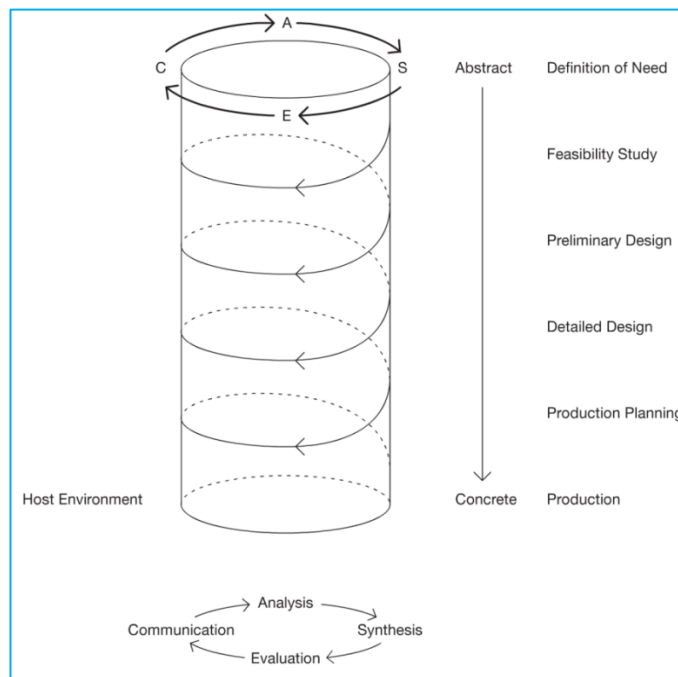 A
C
S
Abstract
Definition of Need
E
Feasibility Study
Preliminary Design
Detailed Design
Production Planning
Host Environment
Concrete
Production
Analysis
Communication
Synthesis
Evaluation